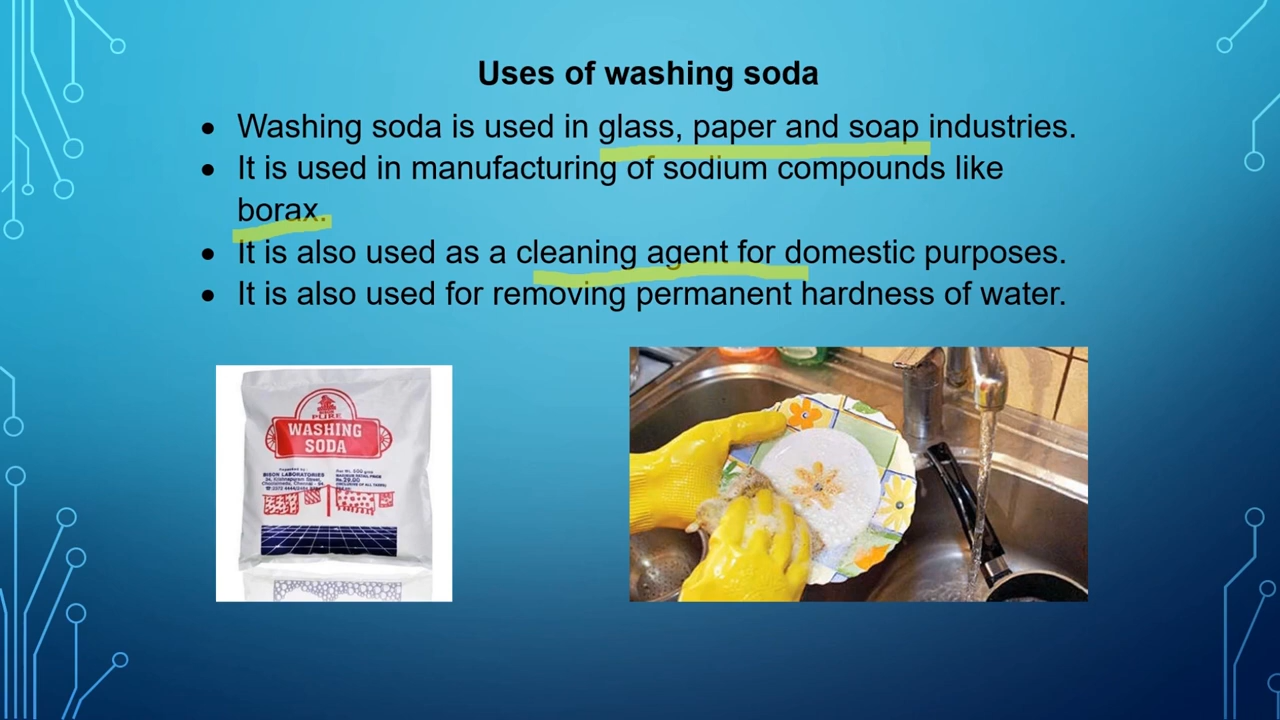 Uses of washing soda
• Washing soda is used in glass, paper and soap industries.
• It is used in manufacturing of sodium compounds like
borax.
• It is also used as a cleaning agent for domestic purposes.
• It is also used for removing permanent hardness of water.
PURE
WASHING
SODA
BISON LABORATORIES